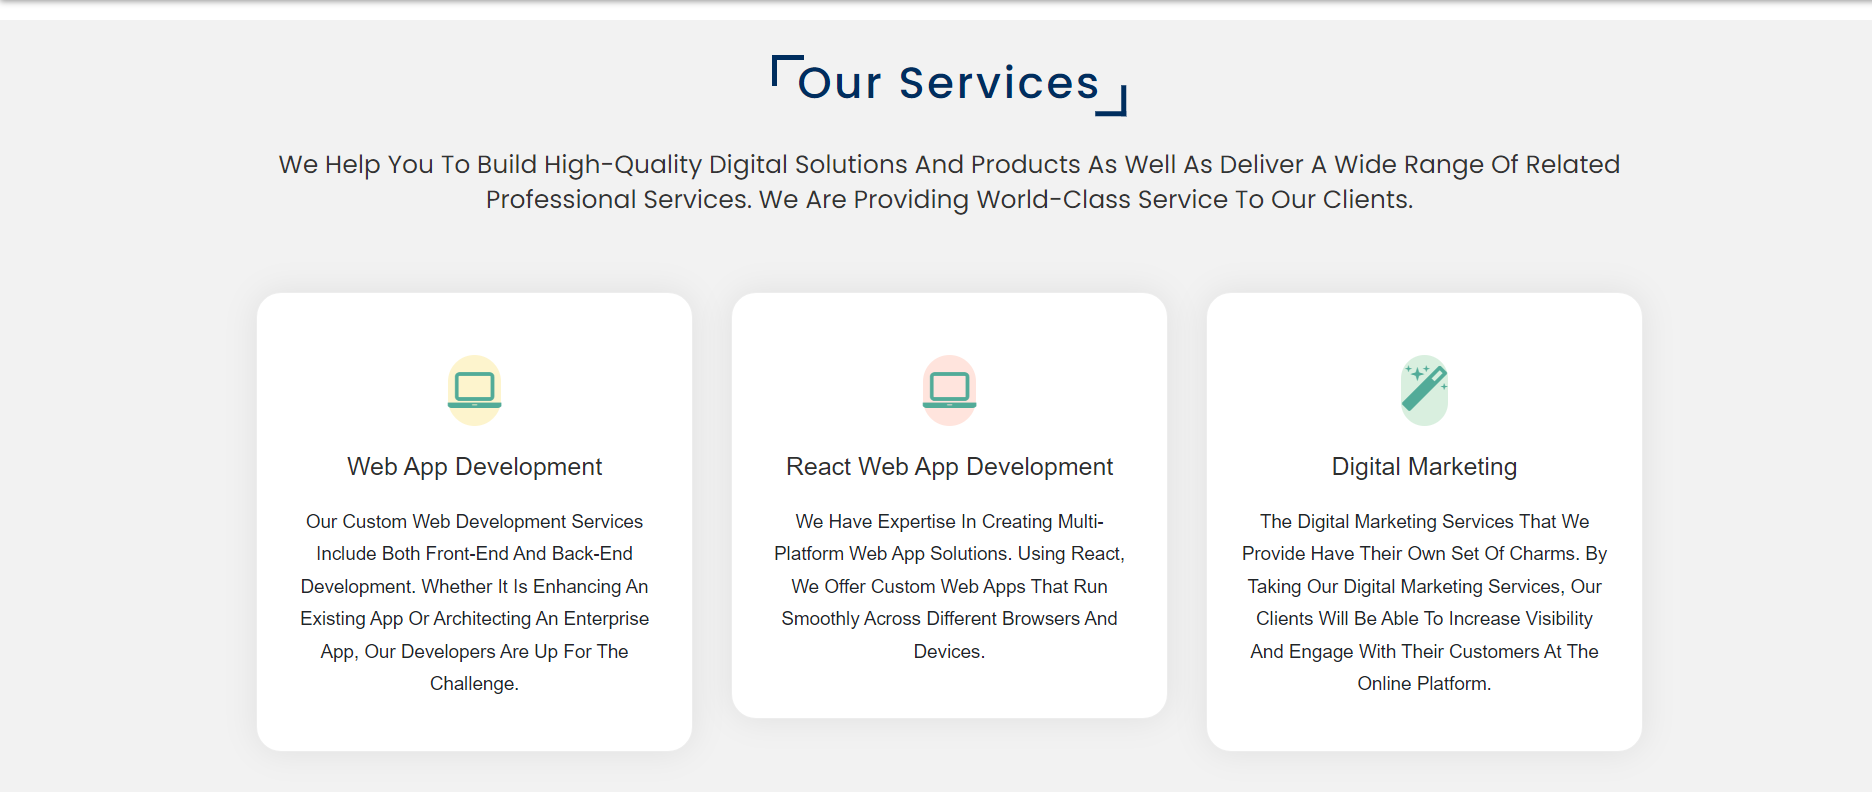 Our Services
We Help You To Build High-Quality Digital Solutions And Products As Well As Deliver A Wide Range Of Related
Professional Services. We Are Providing World-Class Service To Our Clients.
Web App Development
Our Custom Web Development Services
Include Both Front-End And Back-End
Development. Whether It Is Enhancing An
Existing App Or Architecting An Enterprise
App, Our Developers Are Up For The
Challenge.
React Web App Development
We Have Expertise In Creating Multi-
Platform Web App Solutions. Using React,
We Offer Custom Web Apps That Run
Smoothly Across Different Browsers And
Devices.
Digital Marketing
The Digital Marketing Services That We
Provide Have Their Own Set Of Charms. By
Taking Our Digital Marketing Services, Our
Clients Will Be Able To Increase Visibility
And Engage With Their Customers At The
Online Platform.